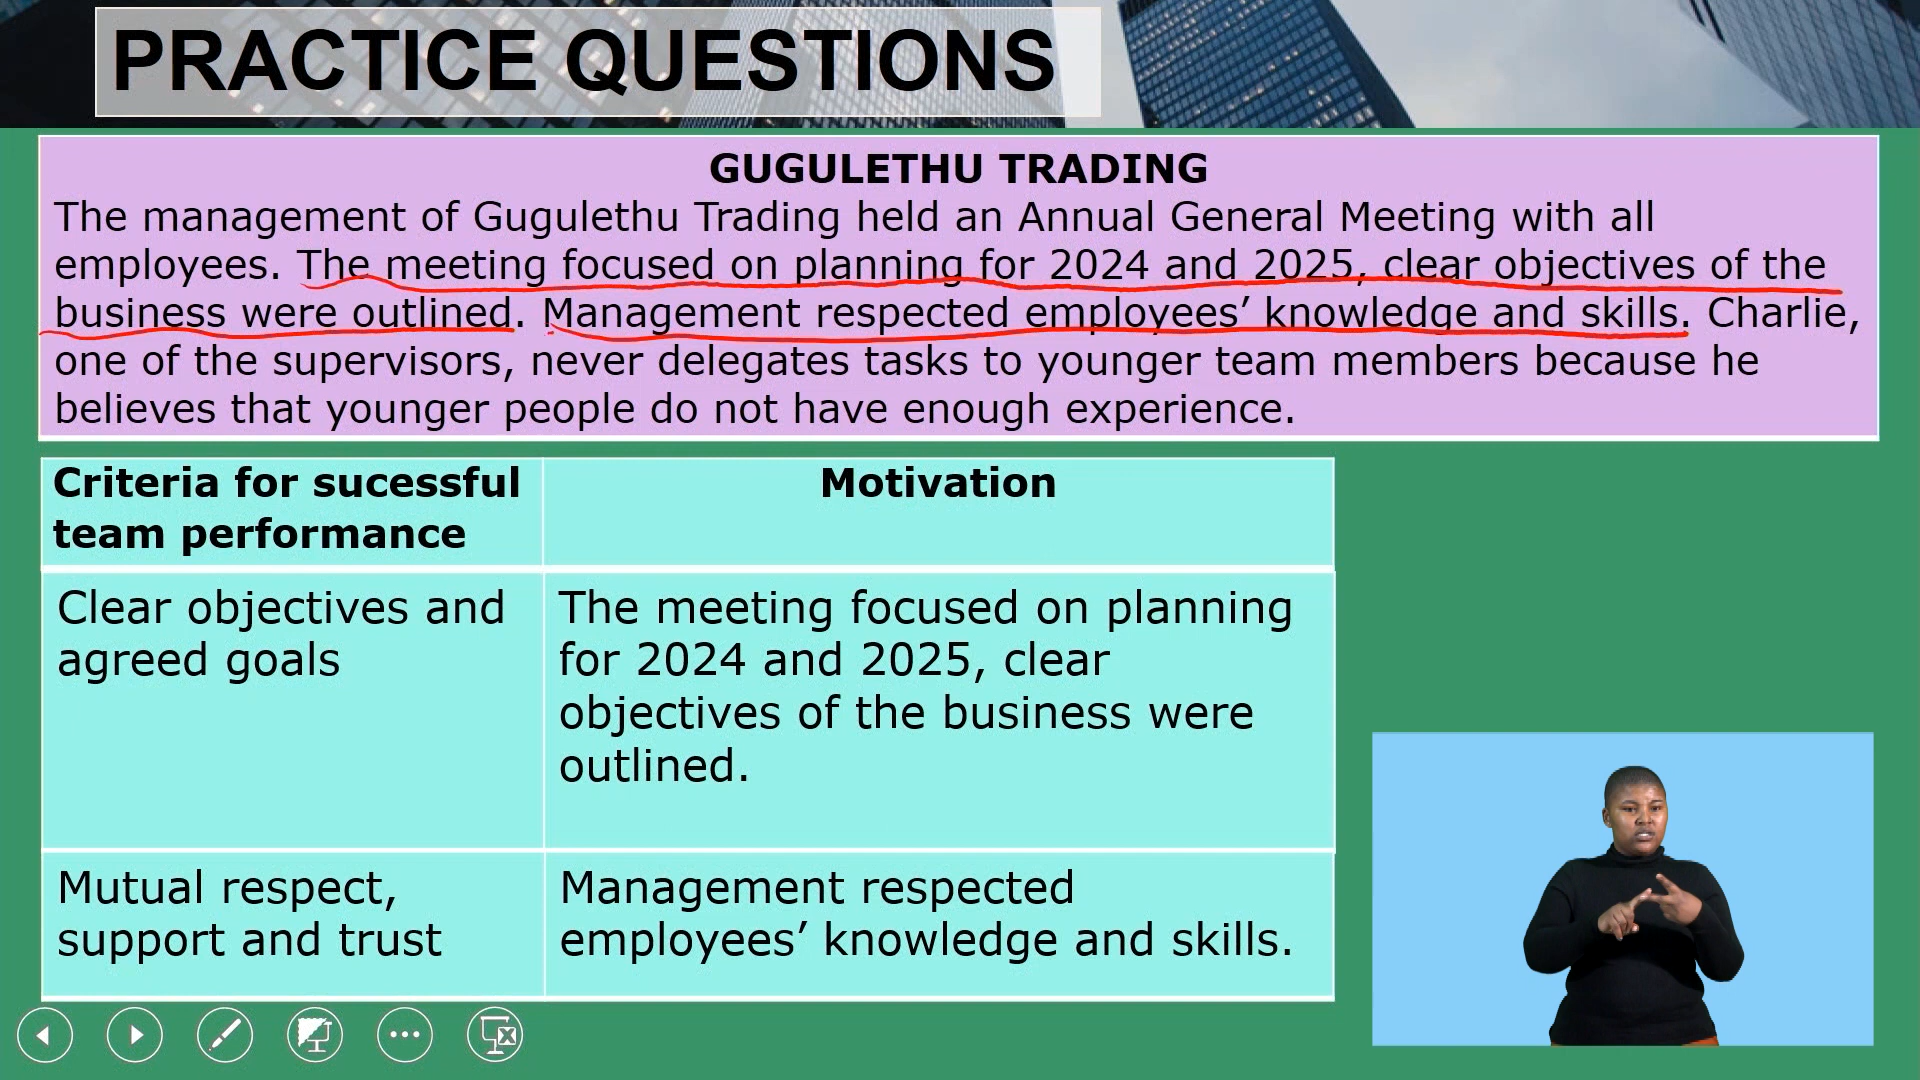 PRACTICE QUESTIONS
GUGULETHU TRADING
The management of Gugulethu Trading held an Annual General Meeting with all
employees. The meeting focused on planning for 2024 and 2025, clear objectives of the
business were outlined. Management respected employees’ knowledge and skills. Charlie,
one of the supervisors, never delegates tasks to younger team members because he
believes that younger people do not have enough experience.
Criteria for sucessful
team performance
Motivation
Clear objectives and
agreed goals
The meeting focused on planning
for 2024 and 2025, clear
objectives of the business were
outlined.
Mutual respect,
support and trust
Management respected
employees’ knowledge and skills.